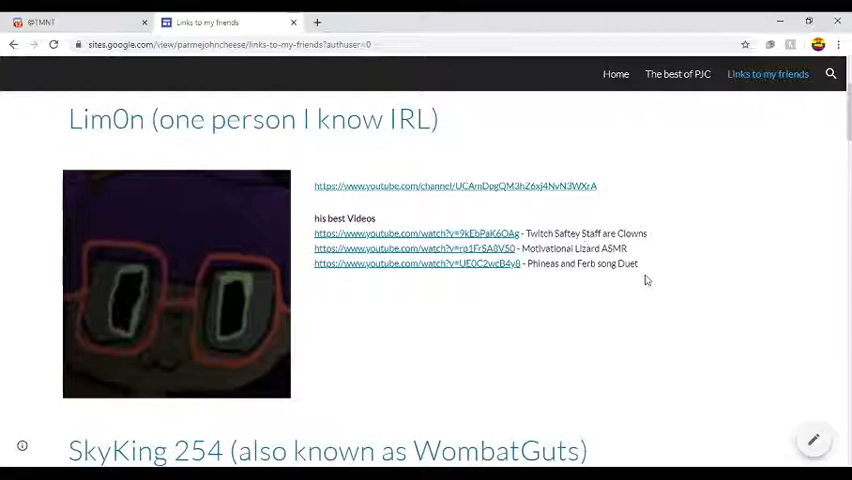 @TMNT
Links to my friends
sites.google.com/view/parmejohncheese/links-to-my-friends?authuser=0
Home The best of PJC Links to my friends
Lim0n (one person I know IRL)
https://www.youtube.com/channel/UCAmDpgQM3hZ6xj4NvN3WXrA
his best Videos
https://www.youtube.com/watch?v=9kEbPaK6OAg - Twitch Saftey Staff are Clowns
https://www.youtube.com/watch?v=rp1FrSA8V50 - Motivational Lizard ASMR
https://www.youtube.com/watch?v=UE0C2wcB4y8 - Phineas and Ferb song Duet
SkyKing 254 (also known as WombatGuts)